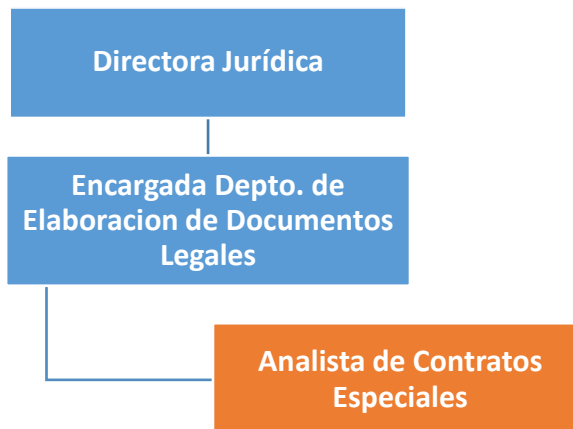 Directora Jurídica
Encargada Depto. de
Elaboracion de Documentos
Legales
Analista de Contratos
Especiales